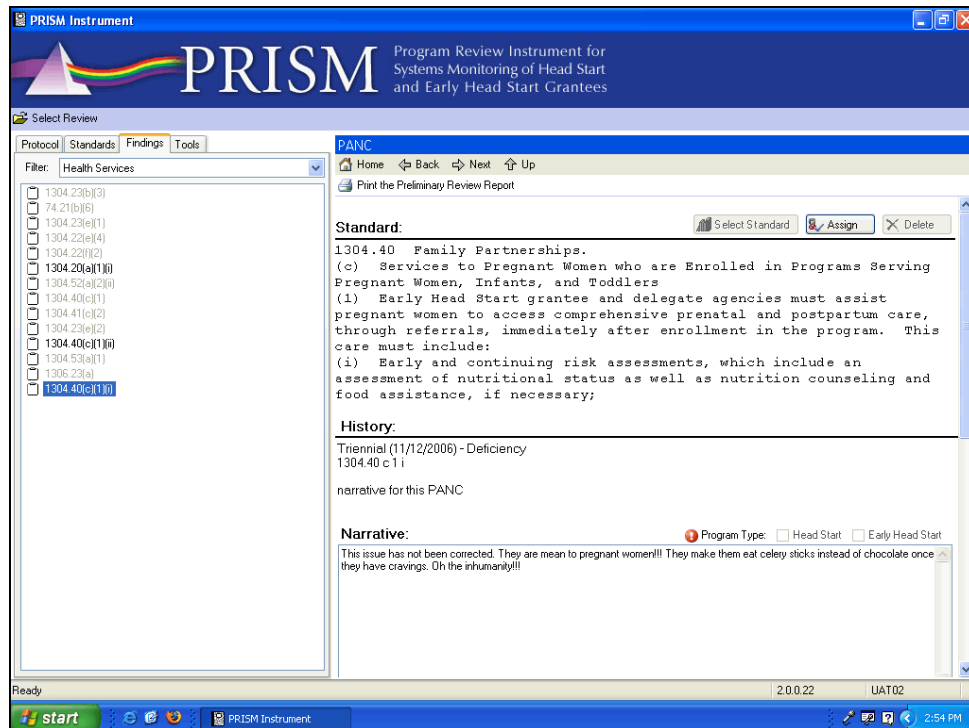 PRISM Instrument
PRISM
Program Review Instrument for
Systems Monitoring of Head Start
and Early Head Start Grantees
Select Review
Protocol Standards Findings Tools
Filter: Health Services
1304.23(b)(3)
74.21(b)(6)
1304.23(e)(1)
1304.22(e)(4)
1304.22(f)(2)
1304.20(a)(1)(i)
1304.52(a)(2)(ii)
1304.40(c)(1)
1304.41(c)(2)
1304.23(e)(2)
1304.40(c)(1)(ii)
1304.53(a)(1)
1306.23(a)
1304.40(c)(1)(i)
PANC
Home Back Next Up
Print the Preliminary Review Report
Standard: Select Standard Assign Delete
1304.40 Family Partnerships.
(c) Services to Pregnant Women who are Enrolled in Programs Serving
Pregnant Women, Infants, and Toddlers
(1) Early Head Start grantee and delegate agencies must assist
pregnant women to access comprehensive prenatal and postpartum care,
through referrals, immediately after enrollment in the program. This
care must include:
(i) Early and continuing risk assessments, which include an
assessment of nutritional status as well as nutrition counseling and
food assistance, if necessary;
History:
Triennial (11/12/2006) - Deficiency
1304.40 c 1 i
narrative for this PANC
Narrative: Program Type: Head Start Early Head Start
This issue has not been corrected. They are mean to pregnant women!!! They make them eat celery sticks instead of chocolate once
they have cravings. Oh the inhumanity!!!
Ready 2.0.0.22 UAT02
start PRISM Instrument 2:54 PM